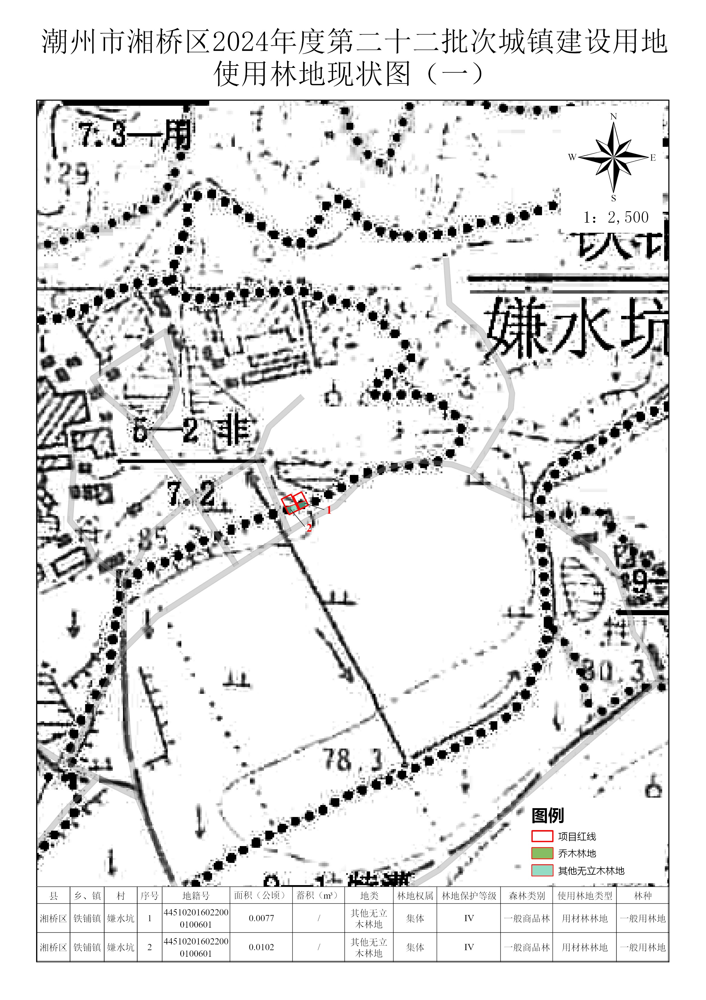 潮州市湘桥区2024年度第二十二批次城镇建设用地
使用林地现状图（一）
7.3—用
29
N
W
E
S
1：2,500
嫌水坑
5—2 非
7.2
1
2
85.2
9—
80.3
78.3
图例
项目红线
乔木林地
其他无立木林地
县 乡、镇 村 序号 地籍号 面积（公顷） 蓄积（m³） 地类 林地权属 林地保护等级 森林类别 使用林地类型 林种
湘桥区 铁铺镇 嫌水坑 1 44510201602200 0.0077 / 其他无立 集体 IV 一般商品林 用材林林地 一般用林地
0100601 木林地
湘桥区 铁铺镇 嫌水坑 2 44510201602200 0.0102 / 其他无立 集体 IV 一般商品林 用材林林地 一般用林地
0100601 木林地